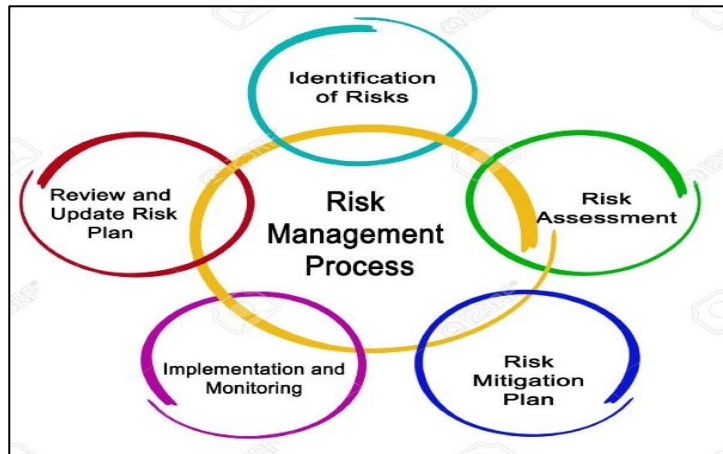 Identification
of Risks
Risk
Assessment
Risk
Mitigation
Plan
Implementation and
Monitoring
Review and
Update Risk
Plan
Risk
Management
Process